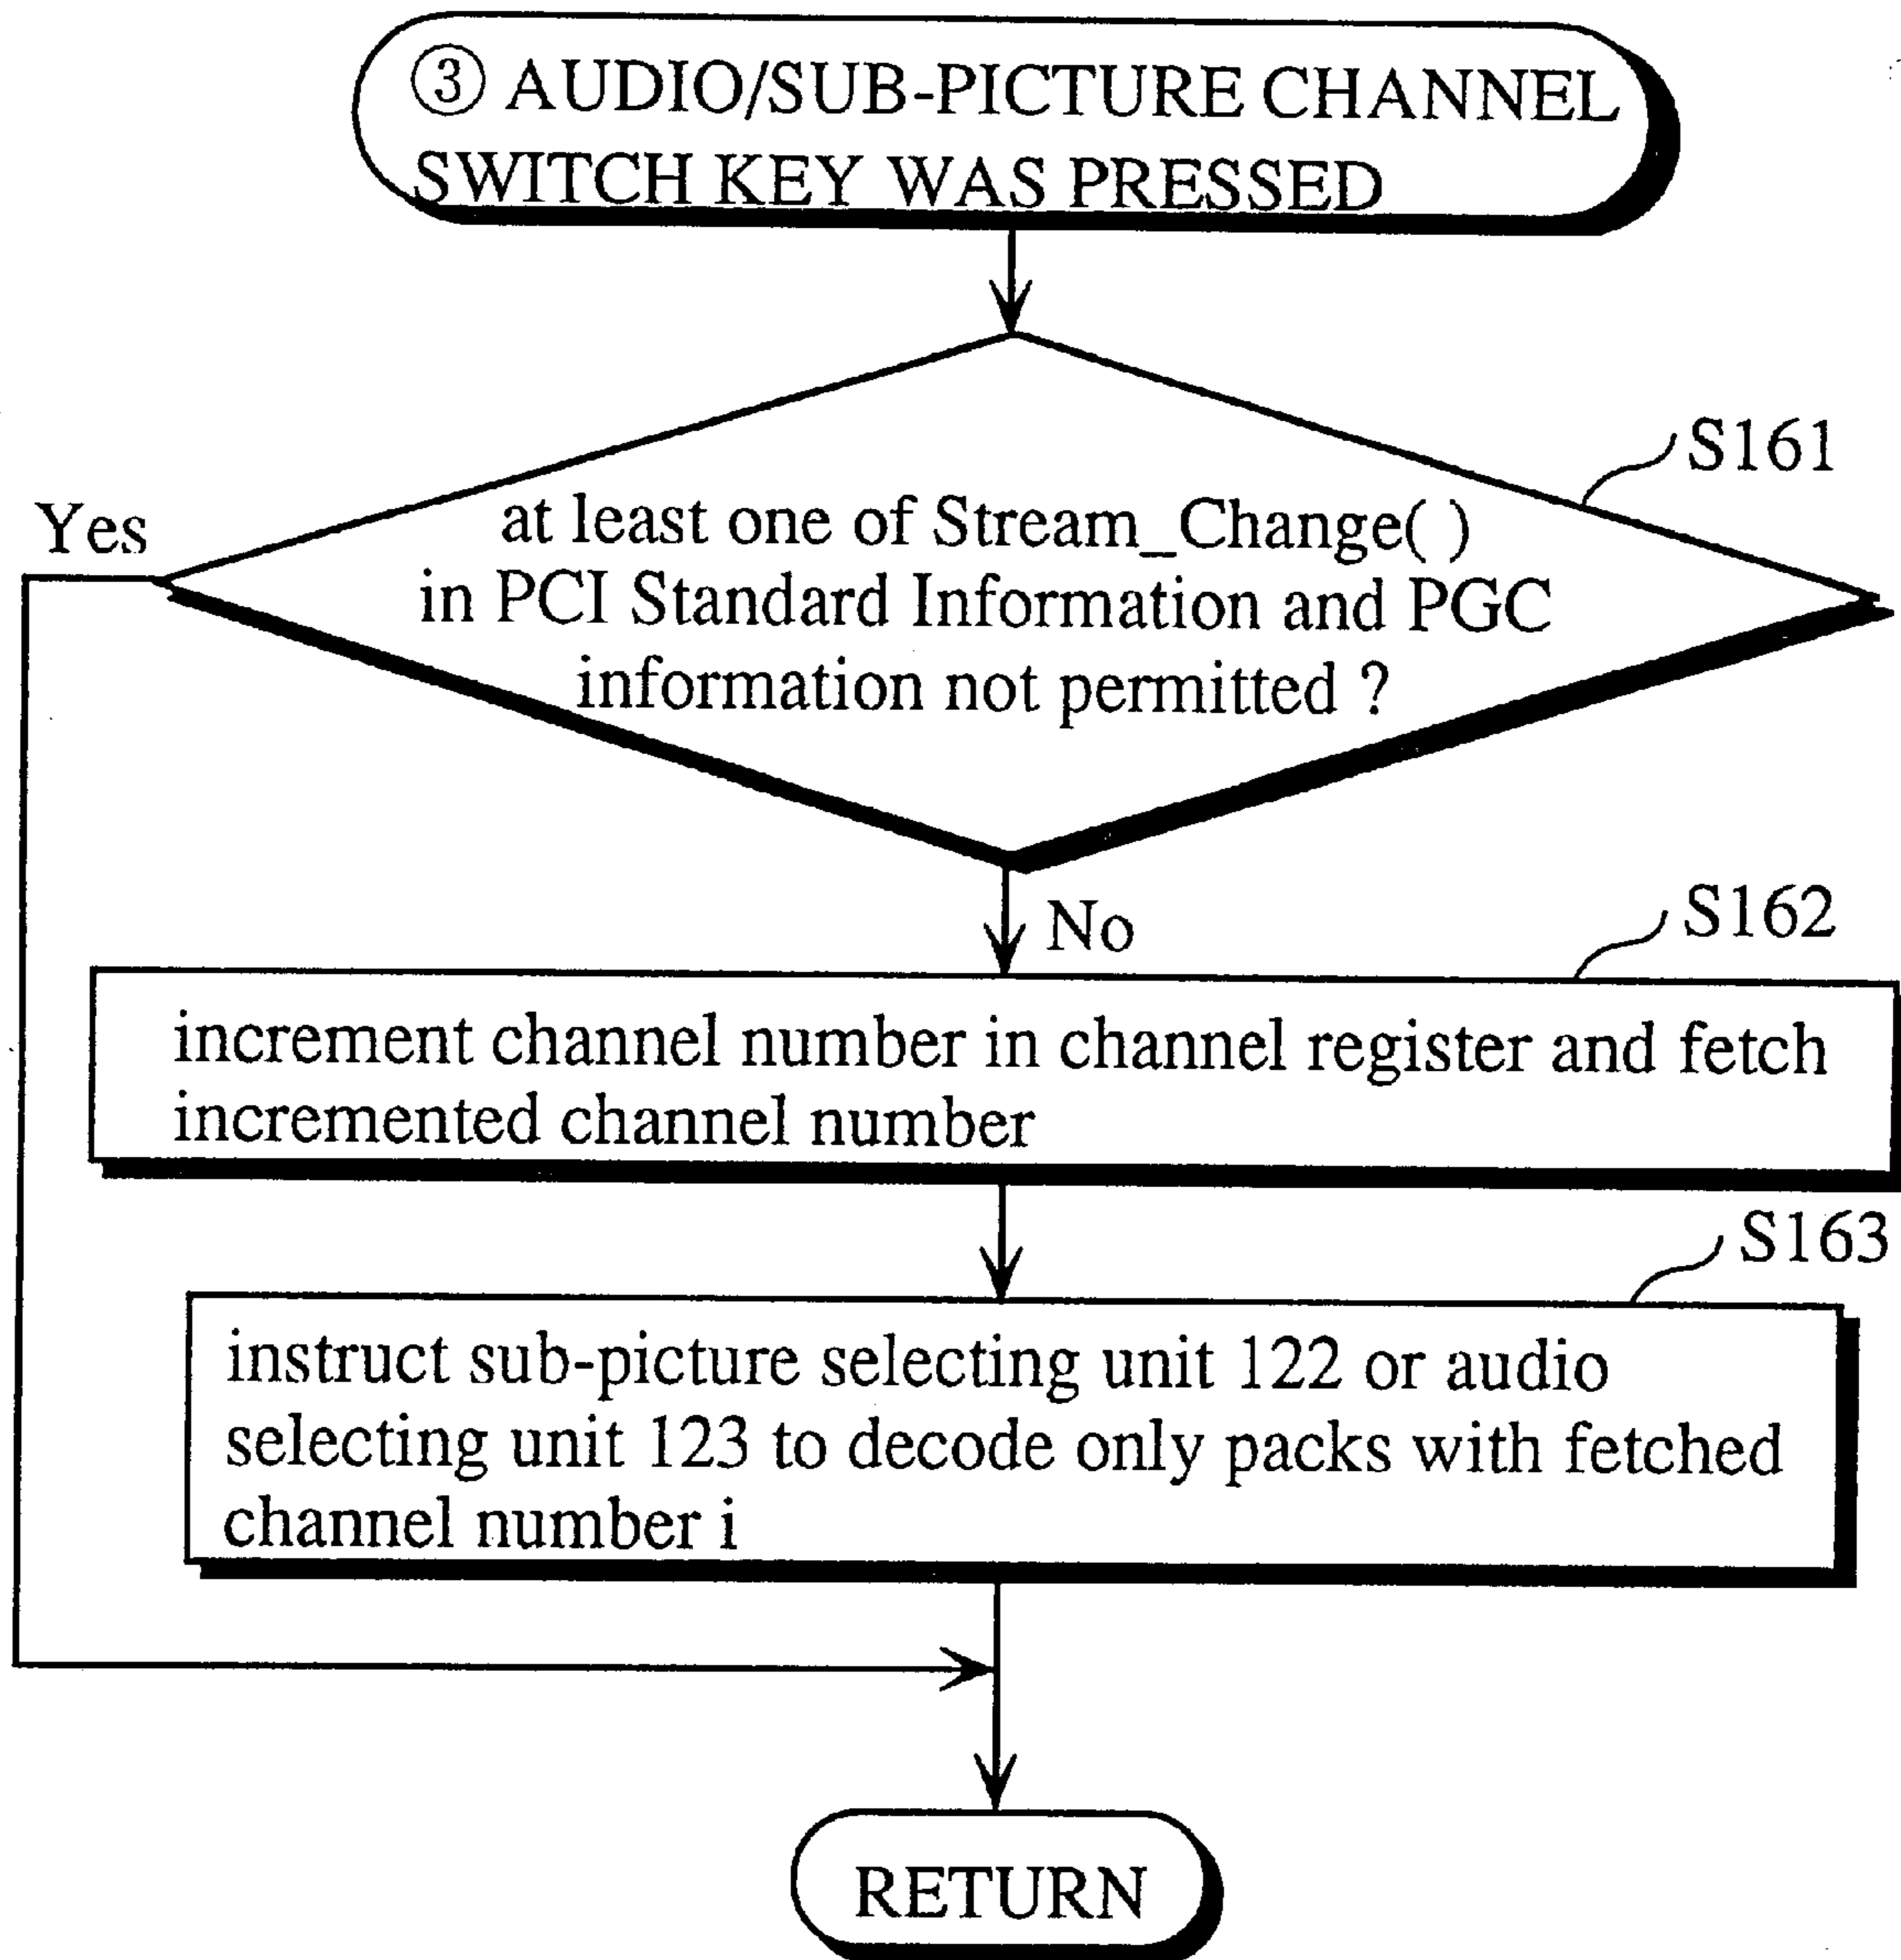 ③ AUDIO/SUB-PICTURE CHANNEL
SWITCH KEY WAS PRESSED
S161
Yes
at least one of Stream_Change( )
in PCI Standard Information and PGC
information not permitted ?
No
S162
increment channel number in channel register and fetch
incremented channel number
S163
instruct sub-picture selecting unit 122 or audio
selecting unit 123 to decode only packs with fetched
channel number i
RETURN